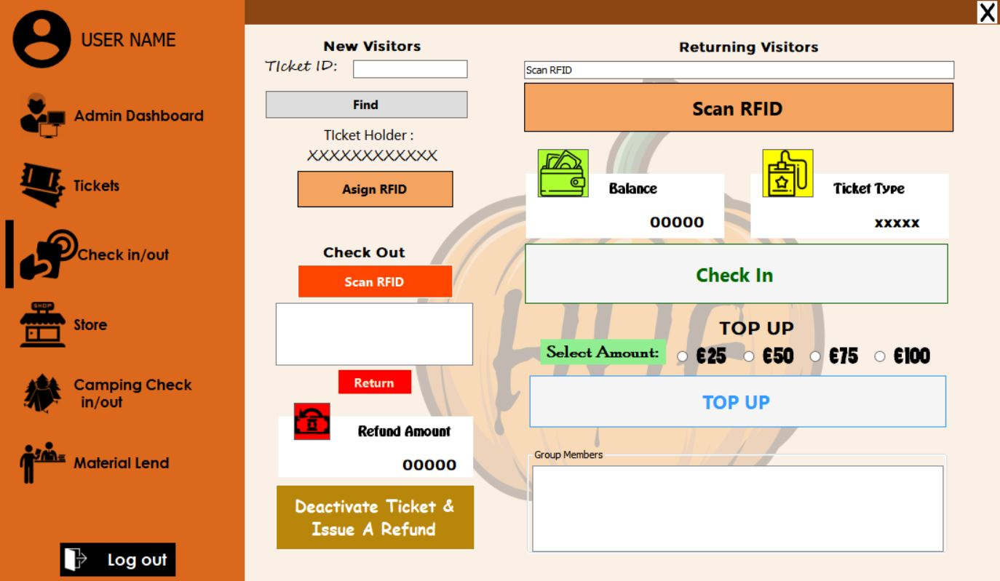 USER NAME
Admin Dashboard
Tickets
Check in/out
SHOP
Store
Camping Check
in/out
Material Lend
Log out
X
New Visitors
TIcket ID:
Find
TIcket Holder :
XXXXXXXXXXXX
Asign RFID
Check Out
Scan RFID
Return
Refund Amount
00000
Deactivate Ticket &
Issue A Refund
Returning Visitors
Scan RFID
Scan RFID
Balance
00000
Ticket Type
xxxxx
Check In
TOP UP
Select Amount:
€25
€50
€75
€100
TOP UP
Group Members